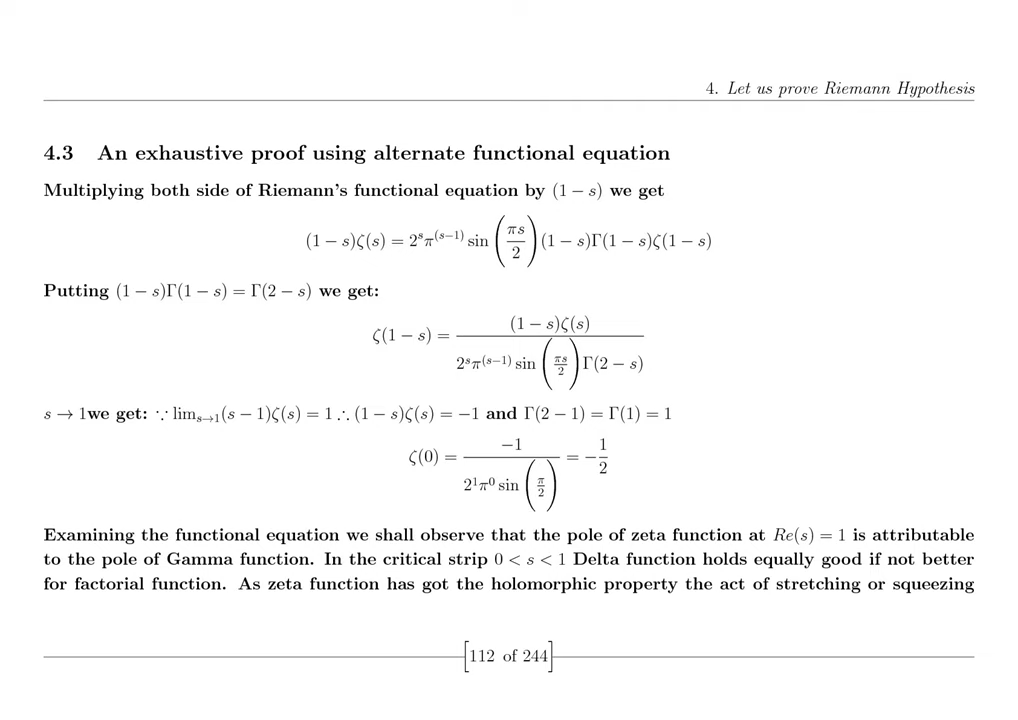 4. Let us prove Riemann Hypothesis
4.3 An exhaustive proof using alternate functional equation
Multiplying both side of Riemann's functional equation by (1 − s) we get
(1 − s)ζ(s) = 2^s π^(s−1) sin(πs/2)(1 − s)Γ(1 − s)ζ(1 − s)
Putting (1 − s)Γ(1 − s) = Γ(2 − s) we get:
ζ(1 − s) = (1 − s)ζ(s) / 2^s π^(s−1) sin(πs/2)Γ(2 − s)
s → 1we get: ∵ lim_{s→1}(s − 1)ζ(s) = 1 ∴ (1 − s)ζ(s) = −1 and Γ(2 − 1) = Γ(1) = 1
ζ(0) = −1 / 2^1 π^0 sin(π/2) = −1/2
Examining the functional equation we shall observe that the pole of zeta function at Re(s) = 1 is attributable
to the pole of Gamma function. In the critical strip 0 < s < 1 Delta function holds equally good if not better
for factorial function. As zeta function has got the holomorphic property the act of stretching or squeezing
[112 of 244]